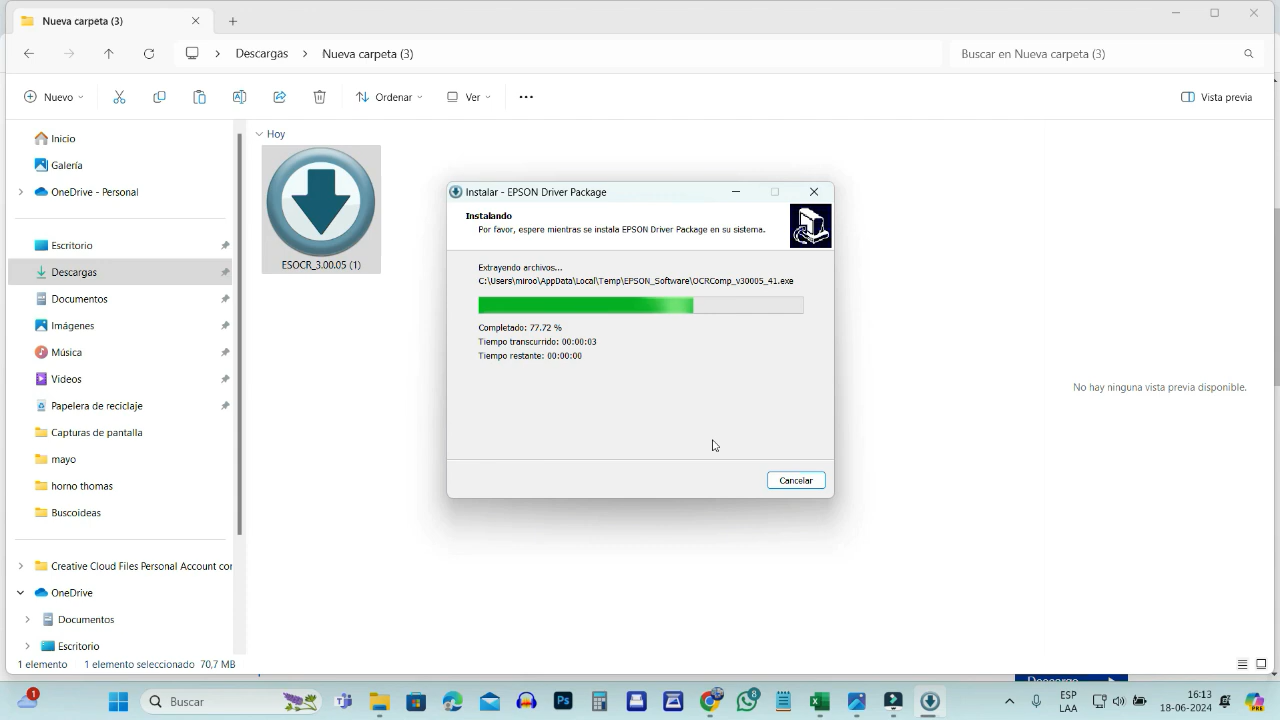 Nueva carpeta (3)
Descargas
Nueva carpeta (3)
Buscar en Nueva carpeta (3)
Nuevo
Ordenar
Ver
Vista previa
Inicio
Galería
OneDrive - Personal
Escritorio
Descargas
Documentos
Imágenes
Música
Videos
Papelera de reciclaje
Capturas de pantalla
mayo
horno thomas
Buscoideas
Creative Cloud Files Personal Account cor
OneDrive
Documentos
Escritorio
Hoy
ESOCR_3.00.05 (1)
Instalar - EPSON Driver Package
Instalando
Por favor, espere mientras se instala EPSON Driver Package en su sistema.
Extrayendo archivos...
C:\Users\miroo\AppData\Local\Temp\EPSON_Software\OCRComp_v30005_41.exe
Completado: 77.72 %
Tiempo transcurrido: 00:00:03
Tiempo restante: 00:00:00
Cancelar
No hay ninguna vista previa disponible.
1 elemento
1 elemento seleccionado 70,7 MB
1
Buscar
Ps
8
ESP
LAA
16:13
18-06-2024
PRE